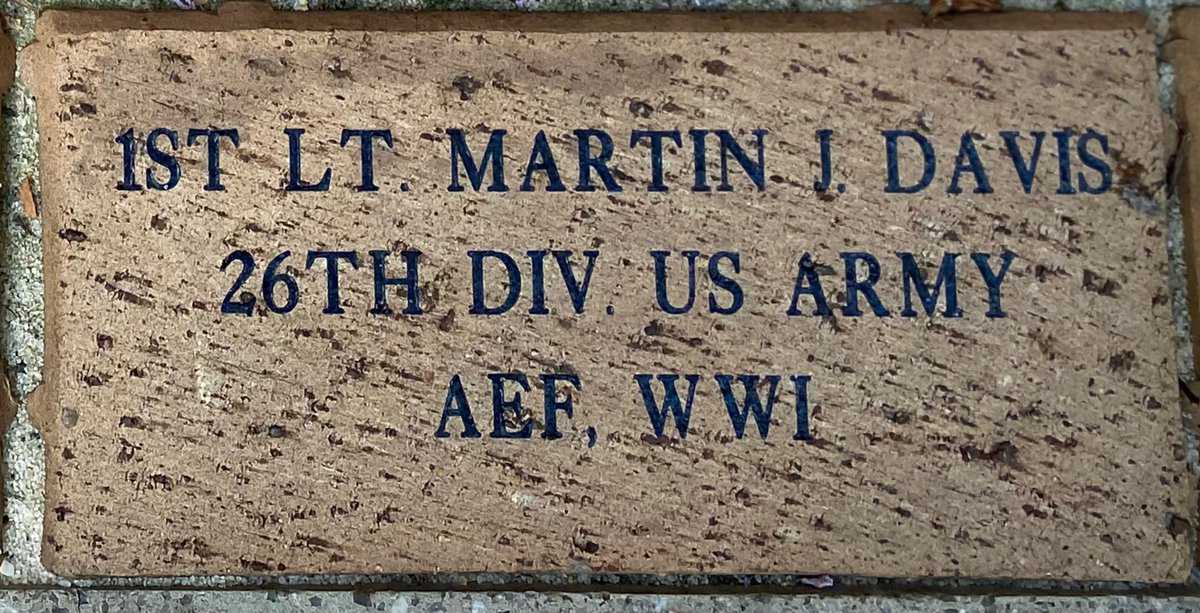 1ST LT. MARTIN J. DAVIS
26TH DIV. US ARMY
AEF, WWI